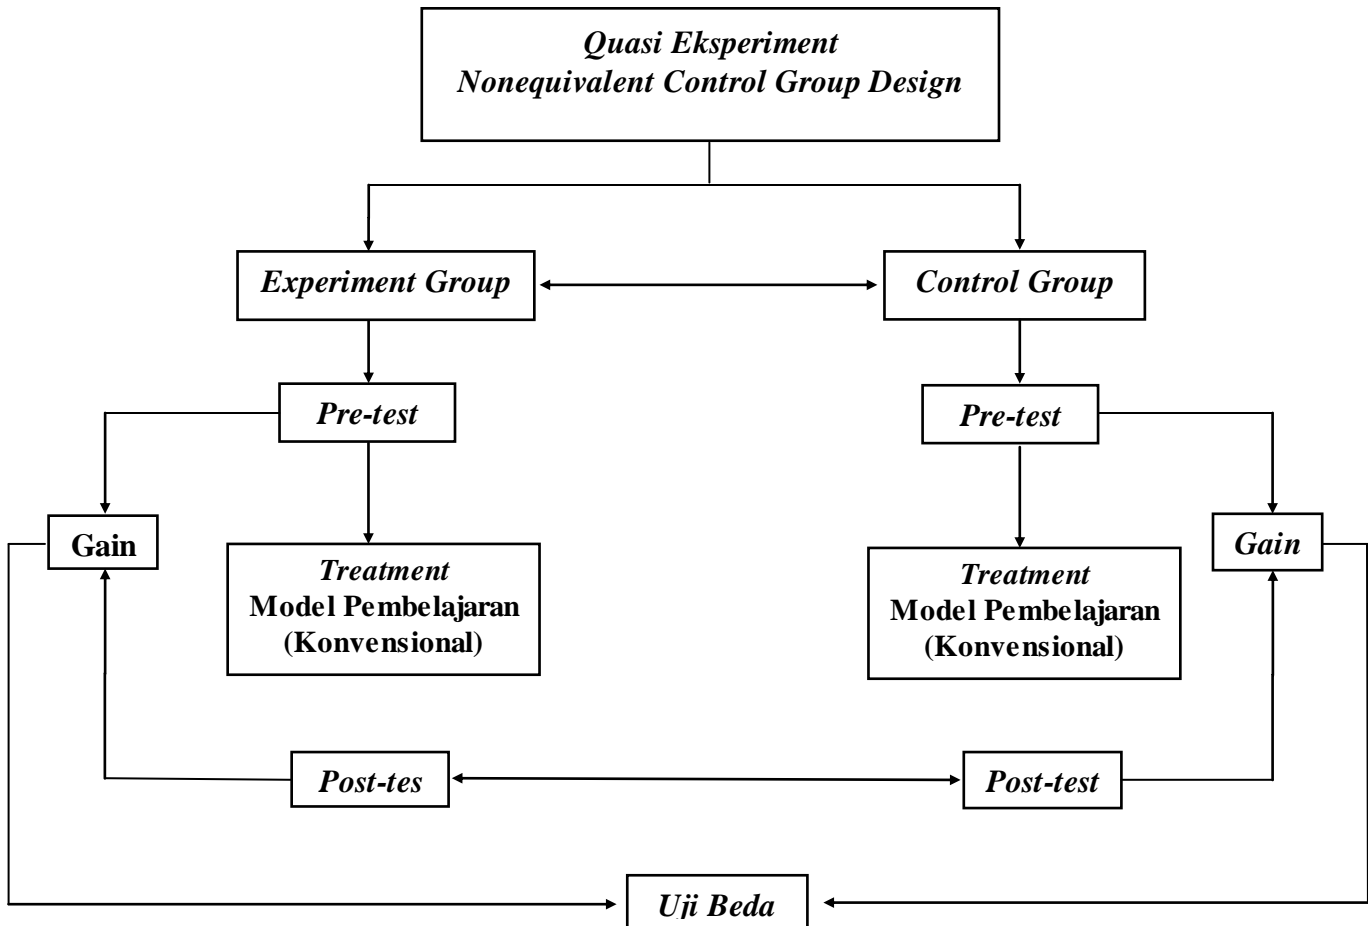 Quasi Eksperiment
Nonequivalent Control Group Design
Experiment Group
Control Group
Pre-test
Pre-test
Gain
Gain
Treatment
Model Pembelajaran
(Konvensional)
Treatment
Model Pembelajaran
(Konvensional)
Post-tes
Post-test
Uji Beda